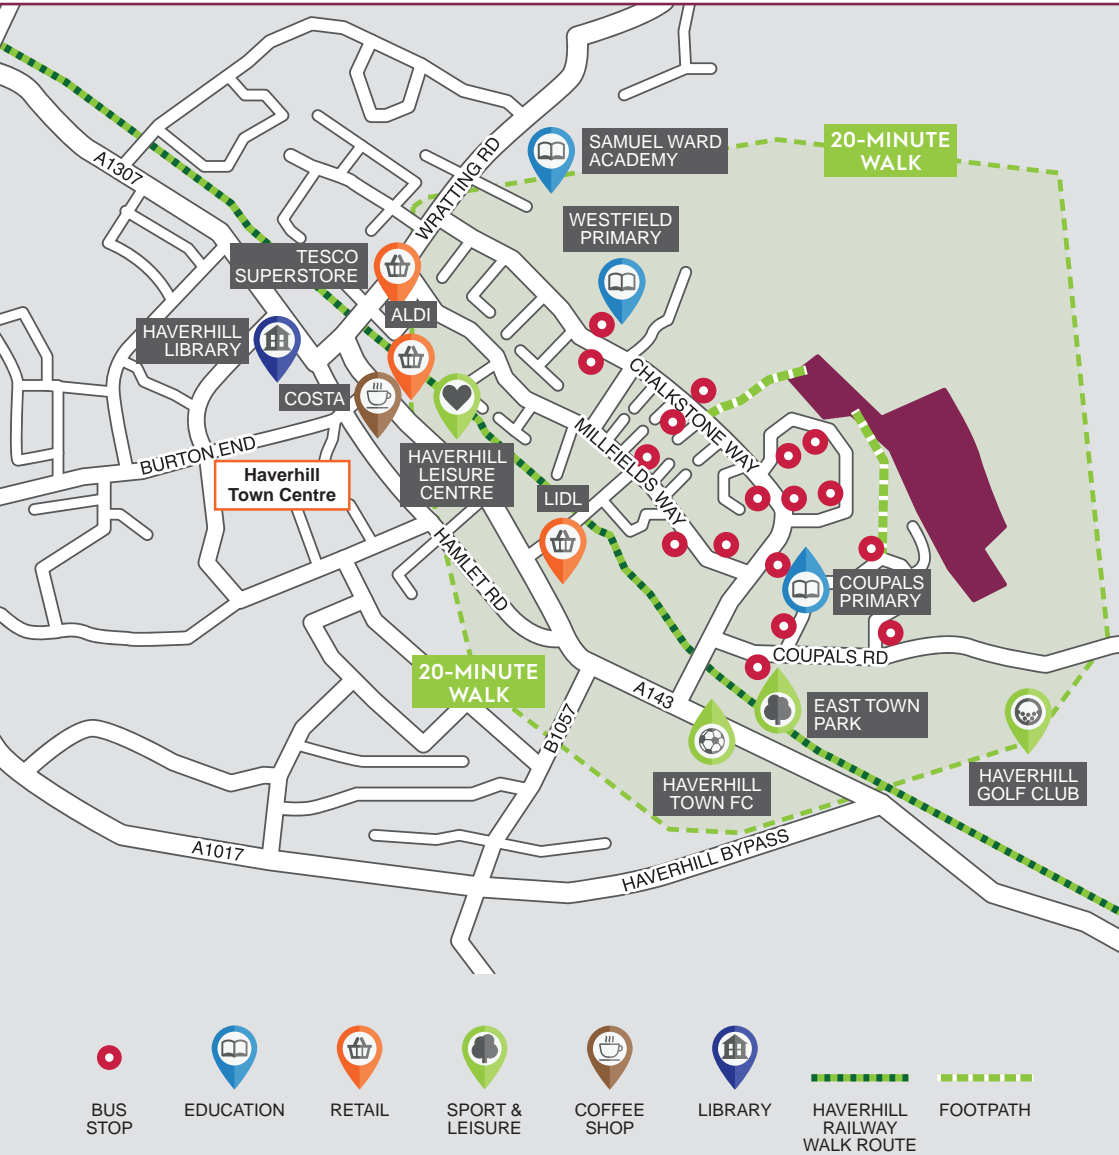 SAMUEL WARD
ACADEMY
20-MINUTE
WALK
A1307
WRATTING RD
WESTFIELD
PRIMARY
TESCO
SUPERSTORE
ALDI
HAVERHILL
LIBRARY
COSTA
CHALKSTONE WAY
MILLFIELDS WAY
BURTON END
Haverhill
Town Centre
HAVERHILL
LEISURE
CENTRE
LIDL
HAMLET RD
COUPALS
PRIMARY
COUPALS RD
20-MINUTE
WALK
A143
B1057
EAST TOWN
PARK
HAVERHILL
TOWN FC
HAVERHILL
GOLF CLUB
A1017
HAVERHILL BYPASS
BUS
STOP
EDUCATION
RETAIL
SPORT &
LEISURE
COFFEE
SHOP
LIBRARY
HAVERHILL
RAILWAY
WALK ROUTE
FOOTPATH